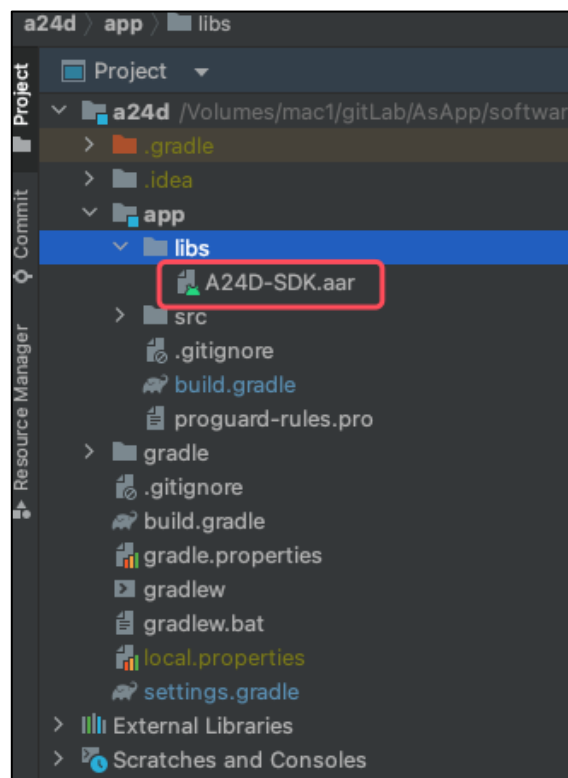 a24d 〉 app 〉 libs
Project
Project
a24d /Volumes/mac1/gitLab/AsApp/softwar
.gradle
.idea
app
Commit
libs
A24D-SDK.aar
src
.gitignore
Resource Manager
build.gradle
proguard-rules.pro
gradle
.gitignore
build.gradle
gradle.properties
gradlew
gradlew.bat
local.properties
settings.gradle
External Libraries
Scratches and Consoles